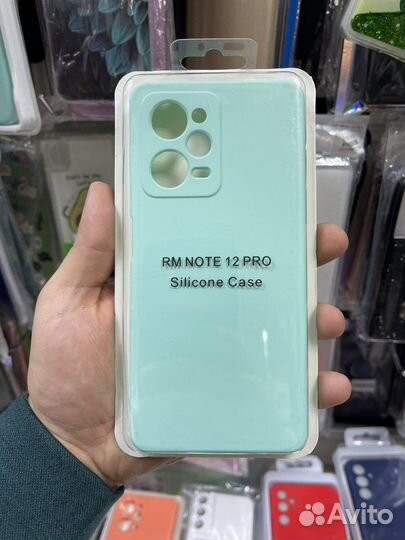 RM NOTE 12 PRO
Silicone Case
Avito